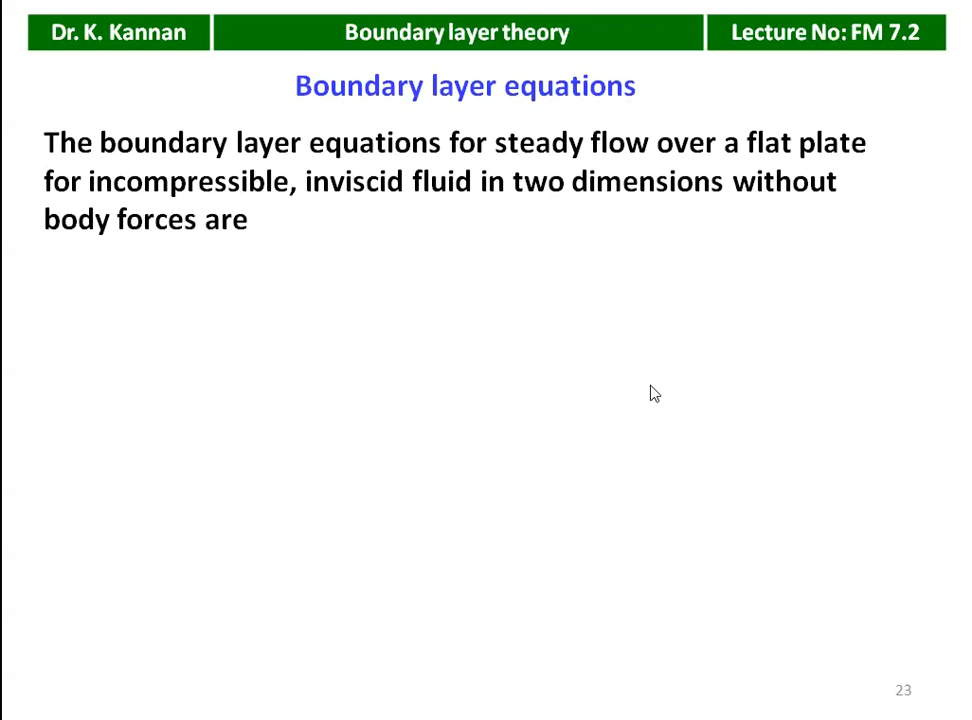 Dr. K. Kannan
Boundary layer theory
Lecture No: FM 7.2
Boundary layer equations
The boundary layer equations for steady flow over a flat plate
for incompressible, inviscid fluid in two dimensions without
body forces are
23